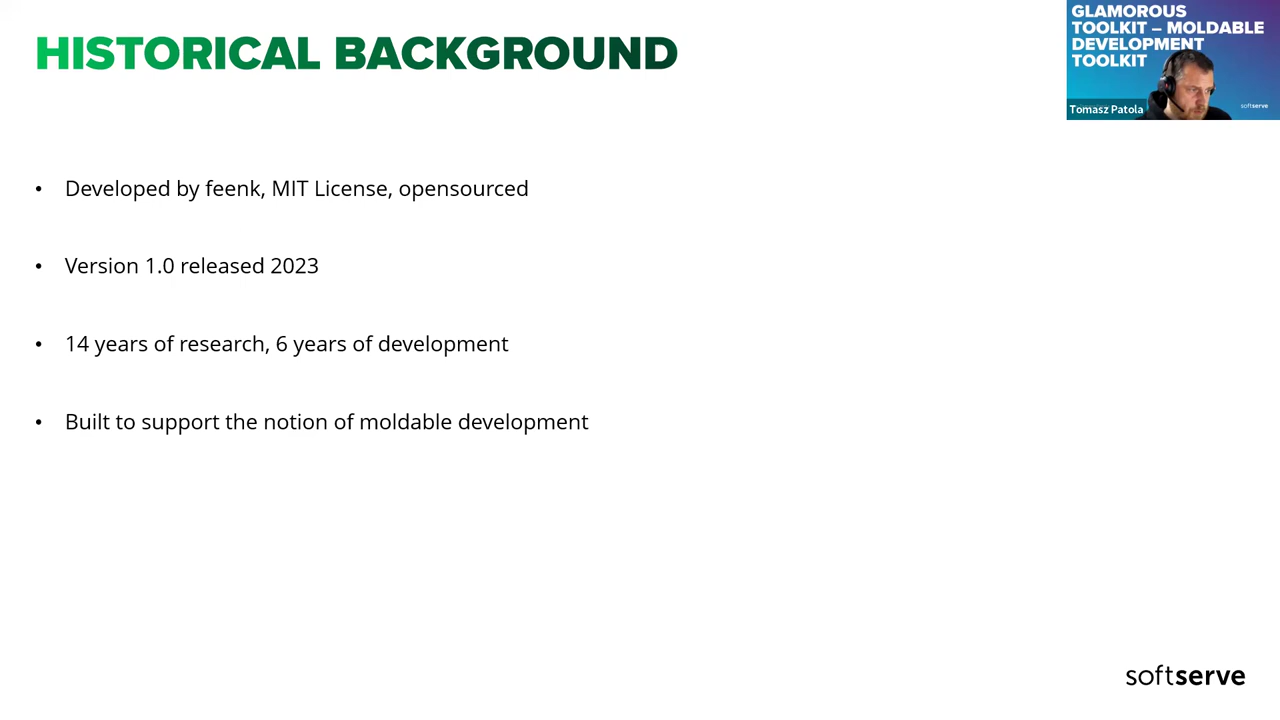 HISTORICAL BACKGROUND
GLAMOROUS
TOOLKIT – MOLDABLE
DEVELOPMENT
TOOLKIT
Tomasz Patola
softserve
• Developed by feenk, MIT License, opensourced
• Version 1.0 released 2023
• 14 years of research, 6 years of development
• Built to support the notion of moldable development
softserve